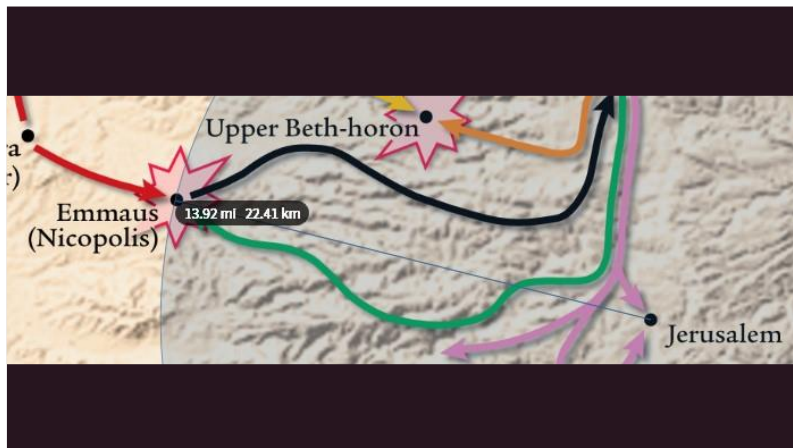 Upper Beth-horon
a
r)
Emmaus
(Nicopolis)
13.92 mi 22.41 km
Jerusalem